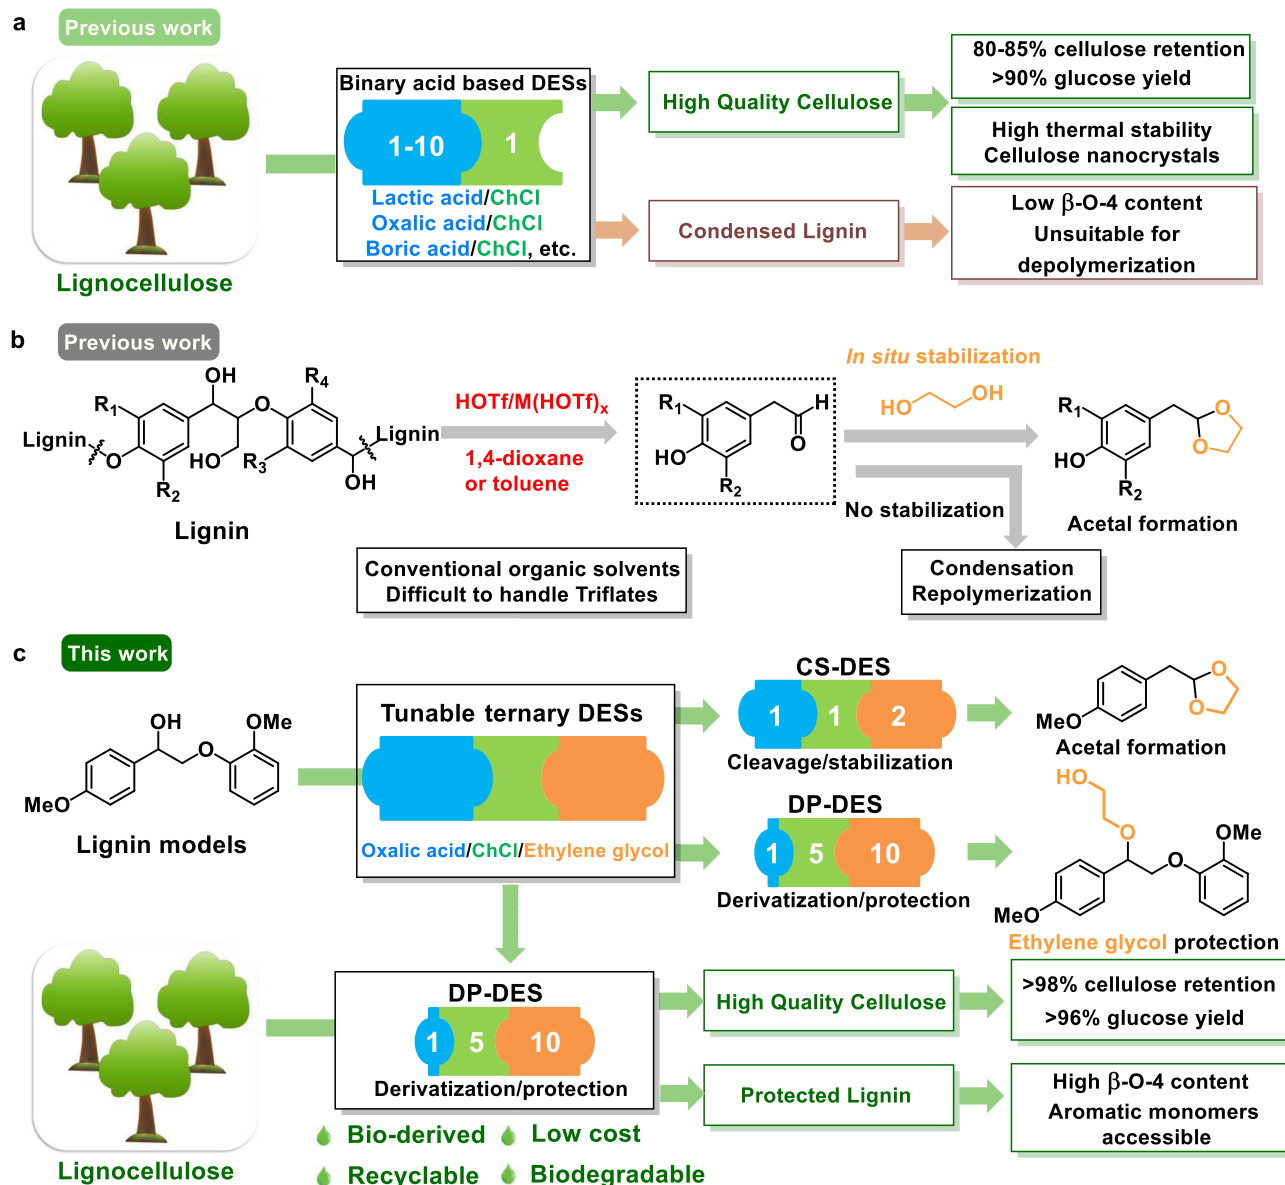 a
Previous work
Binary acid based DESs
1-10
1
Lactic acid/ChCl
Oxalic acid/ChCl
Boric acid/ChCl, etc.
Lignocellulose
High Quality Cellulose
80-85% cellulose retention
>90% glucose yield
High thermal stability
Cellulose nanocrystals
Condensed Lignin
Low β-O-4 content
Unsuitable for
depolymerization
b
Previous work
OH
R1
R4
O
Lignin
O
HO
R3
R2
Lignin
OH
Lignin
HOTf/M(HOTf)x
1,4-dioxane
or toluene
R1
H
O
HO
R2
In situ stabilization
OH
HO
No stabilization
R1
O
O
HO
R2
Acetal formation
Conventional organic solvents
Difficult to handle Triflates
Condensation
Repolymerization
c
This work
OH
OMe
O
MeO
Lignin models
Tunable ternary DESs
Oxalic acid/ChCl/Ethylene glycol
CS-DES
1
1
2
Cleavage/stabilization
O
O
MeO
Acetal formation
DP-DES
1
5
10
Derivatization/protection
HO
O
OMe
O
MeO
Ethylene glycol protection
Lignocellulose
DP-DES
1
5
10
Derivatization/protection
High Quality Cellulose
>98% cellulose retention
>96% glucose yield
Protected Lignin
High β-O-4 content
Aromatic monomers
accessible
Bio-derived
Low cost
Recyclable
Biodegradable